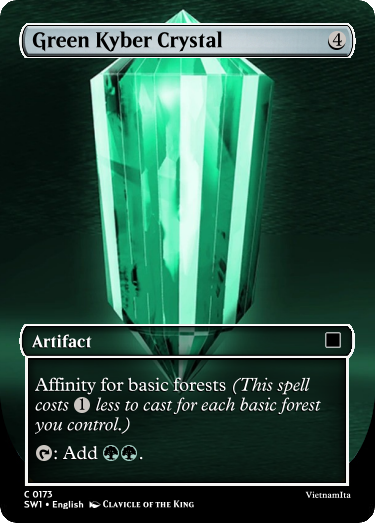 Green Kyber Crystal 4
Artifact
Affinity for basic forests (This spell
costs 1 less to cast for each basic forest
you control.)
: Add .
C 0173
SW1 • English CLAVICLE OF THE KING
VietnamIta